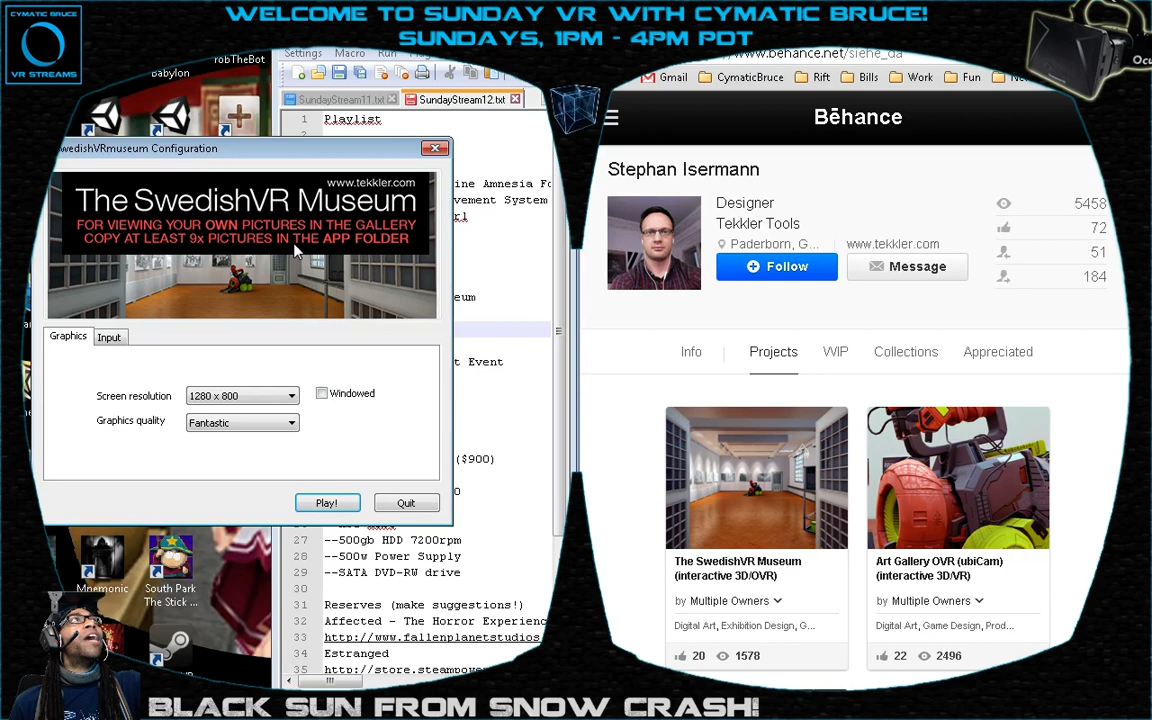 WELCOME TO SUNDAY VR WITH CYMATIC BRUCE!
SUNDAYS, 1PM - 4PM PDT
CYMATIC BRUCE
VR STREAMS
robTheBot
babylon
Settings Macro Run
SundayStream11.txt SundayStream12.txt
1 Playlist
wedishVRmuseum Configuration
www.tekkler.com
The SwedishVR Museum
FOR VIEWING YOUR OWN PICTURES IN THE GALLERY
COPY AT LEAST 9x PICTURES IN THE APP FOLDER
Graphics Input
Screen resolution 1280 x 800 Windowed
Graphics quality Fantastic
Play! Quit
ine Amnesia Fo
vement System
rl
eum
t Event
($900)
0
27 --500gb HDD 7200rpm
28 --500w Power Supply
29 --SATA DVD-RW drive
30
31 Reserves (make suggestions!)
32 Affected - The Horror Experience
33 http://www.fallenplanetstudios.
34 Estranged
35 http://store.steampower
Mnemonic
South Park
The Stick ...
www.behance.net/siehe_da
Gmail CymaticBruce Rift Bills Work Fun
Bēhance
Stephan Isermann
Designer
Tekkler Tools
Paderborn, G... www.tekkler.com
Follow Message
5458
72
51
184
Info Projects WIP Collections Appreciated
The SwedishVR Museum
(interactive 3D/OVR)
by Multiple Owners
Digital Art, Exhibition Design, G...
20 1578
Art Gallery OVR (ubiCam)
(interactive 3D/VR)
by Multiple Owners
Digital Art, Game Design, Prod...
22 2496
Ocu
BLACK SUN FROM SNOW CRASH!